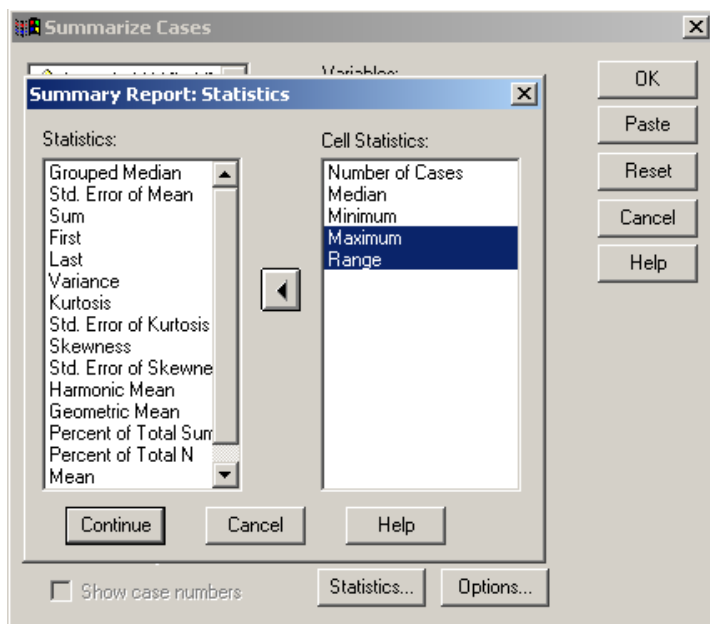 Summarize Cases
Variables:
OK
Paste
Reset
Cancel
Help
Summary Report: Statistics
Statistics:
Grouped Median
Std. Error of Mean
Sum
First
Last
Variance
Kurtosis
Std. Error of Kurtosis
Skewness
Std. Error of Skewne
Harmonic Mean
Geometric Mean
Percent of Total Sum
Percent of Total N
Mean
Cell Statistics:
Number of Cases
Median
Minimum
Maximum
Range
Continue
Cancel
Help
Show case numbers
Statistics...
Options...